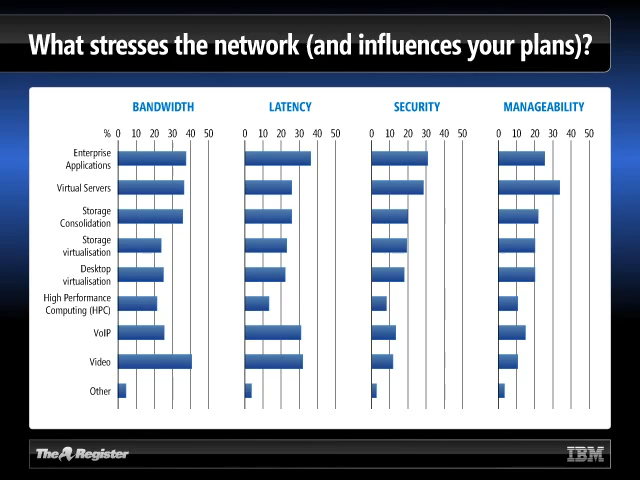 What stresses the network (and influences your plans)?
BANDWIDTH LATENCY SECURITY MANAGEABILITY
% 0 10 20 30 40 50 0 10 20 30 40 50 0 10 20 30 40 50 0 10 20 30 40 50
Enterprise
Applications
Virtual Servers
Storage
Consolidation
Storage
virtualisation
Desktop
virtualisation
High Performance
Computing (HPC)
VoIP
Video
Other
The Register IBM